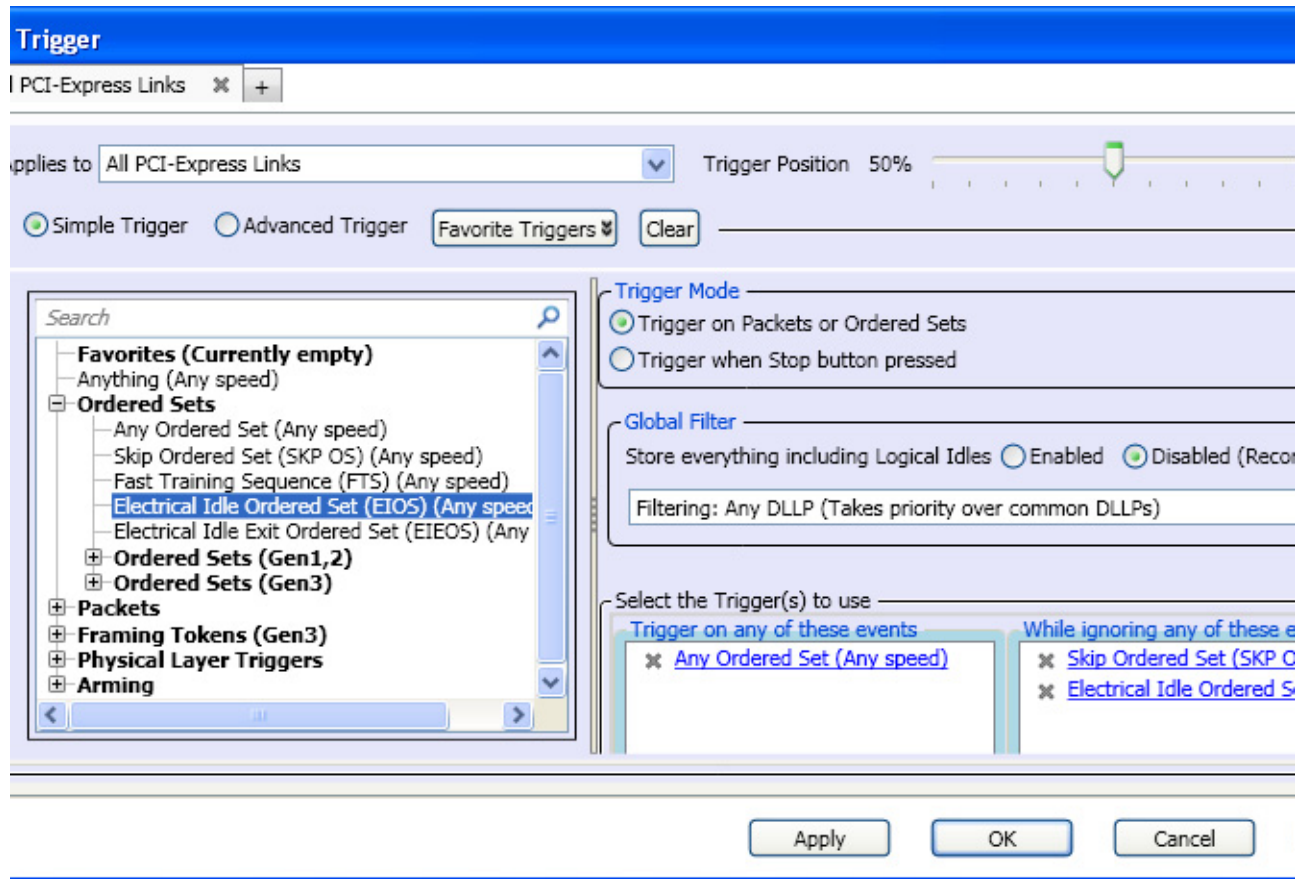 Trigger
PCI-Express Links
+
Applies to All PCI-Express Links Trigger Position 50%
Simple Trigger Advanced Trigger Favorite Triggers Clear
Search
Favorites (Currently empty)
Anything (Any speed)
Ordered Sets
Any Ordered Set (Any speed)
Skip Ordered Set (SKP OS) (Any speed)
Fast Training Sequence (FTS) (Any speed)
Electrical Idle Ordered Set (EIOS) (Any speed
Electrical Idle Exit Ordered Set (EIEOS) (Any
Ordered Sets (Gen1,2)
Ordered Sets (Gen3)
Packets
Framing Tokens (Gen3)
Physical Layer Triggers
Arming
Trigger Mode
Trigger on Packets or Ordered Sets
Trigger when Stop button pressed
Global Filter
Store everything including Logical Idles Enabled Disabled (Recor
Filtering: Any DLLP (Takes priority over common DLLPs)
Select the Trigger(s) to use
Trigger on any of these events
Any Ordered Set (Any speed)
While ignoring any of these e
Skip Ordered Set (SKP O
Electrical Idle Ordered S
Apply OK Cancel